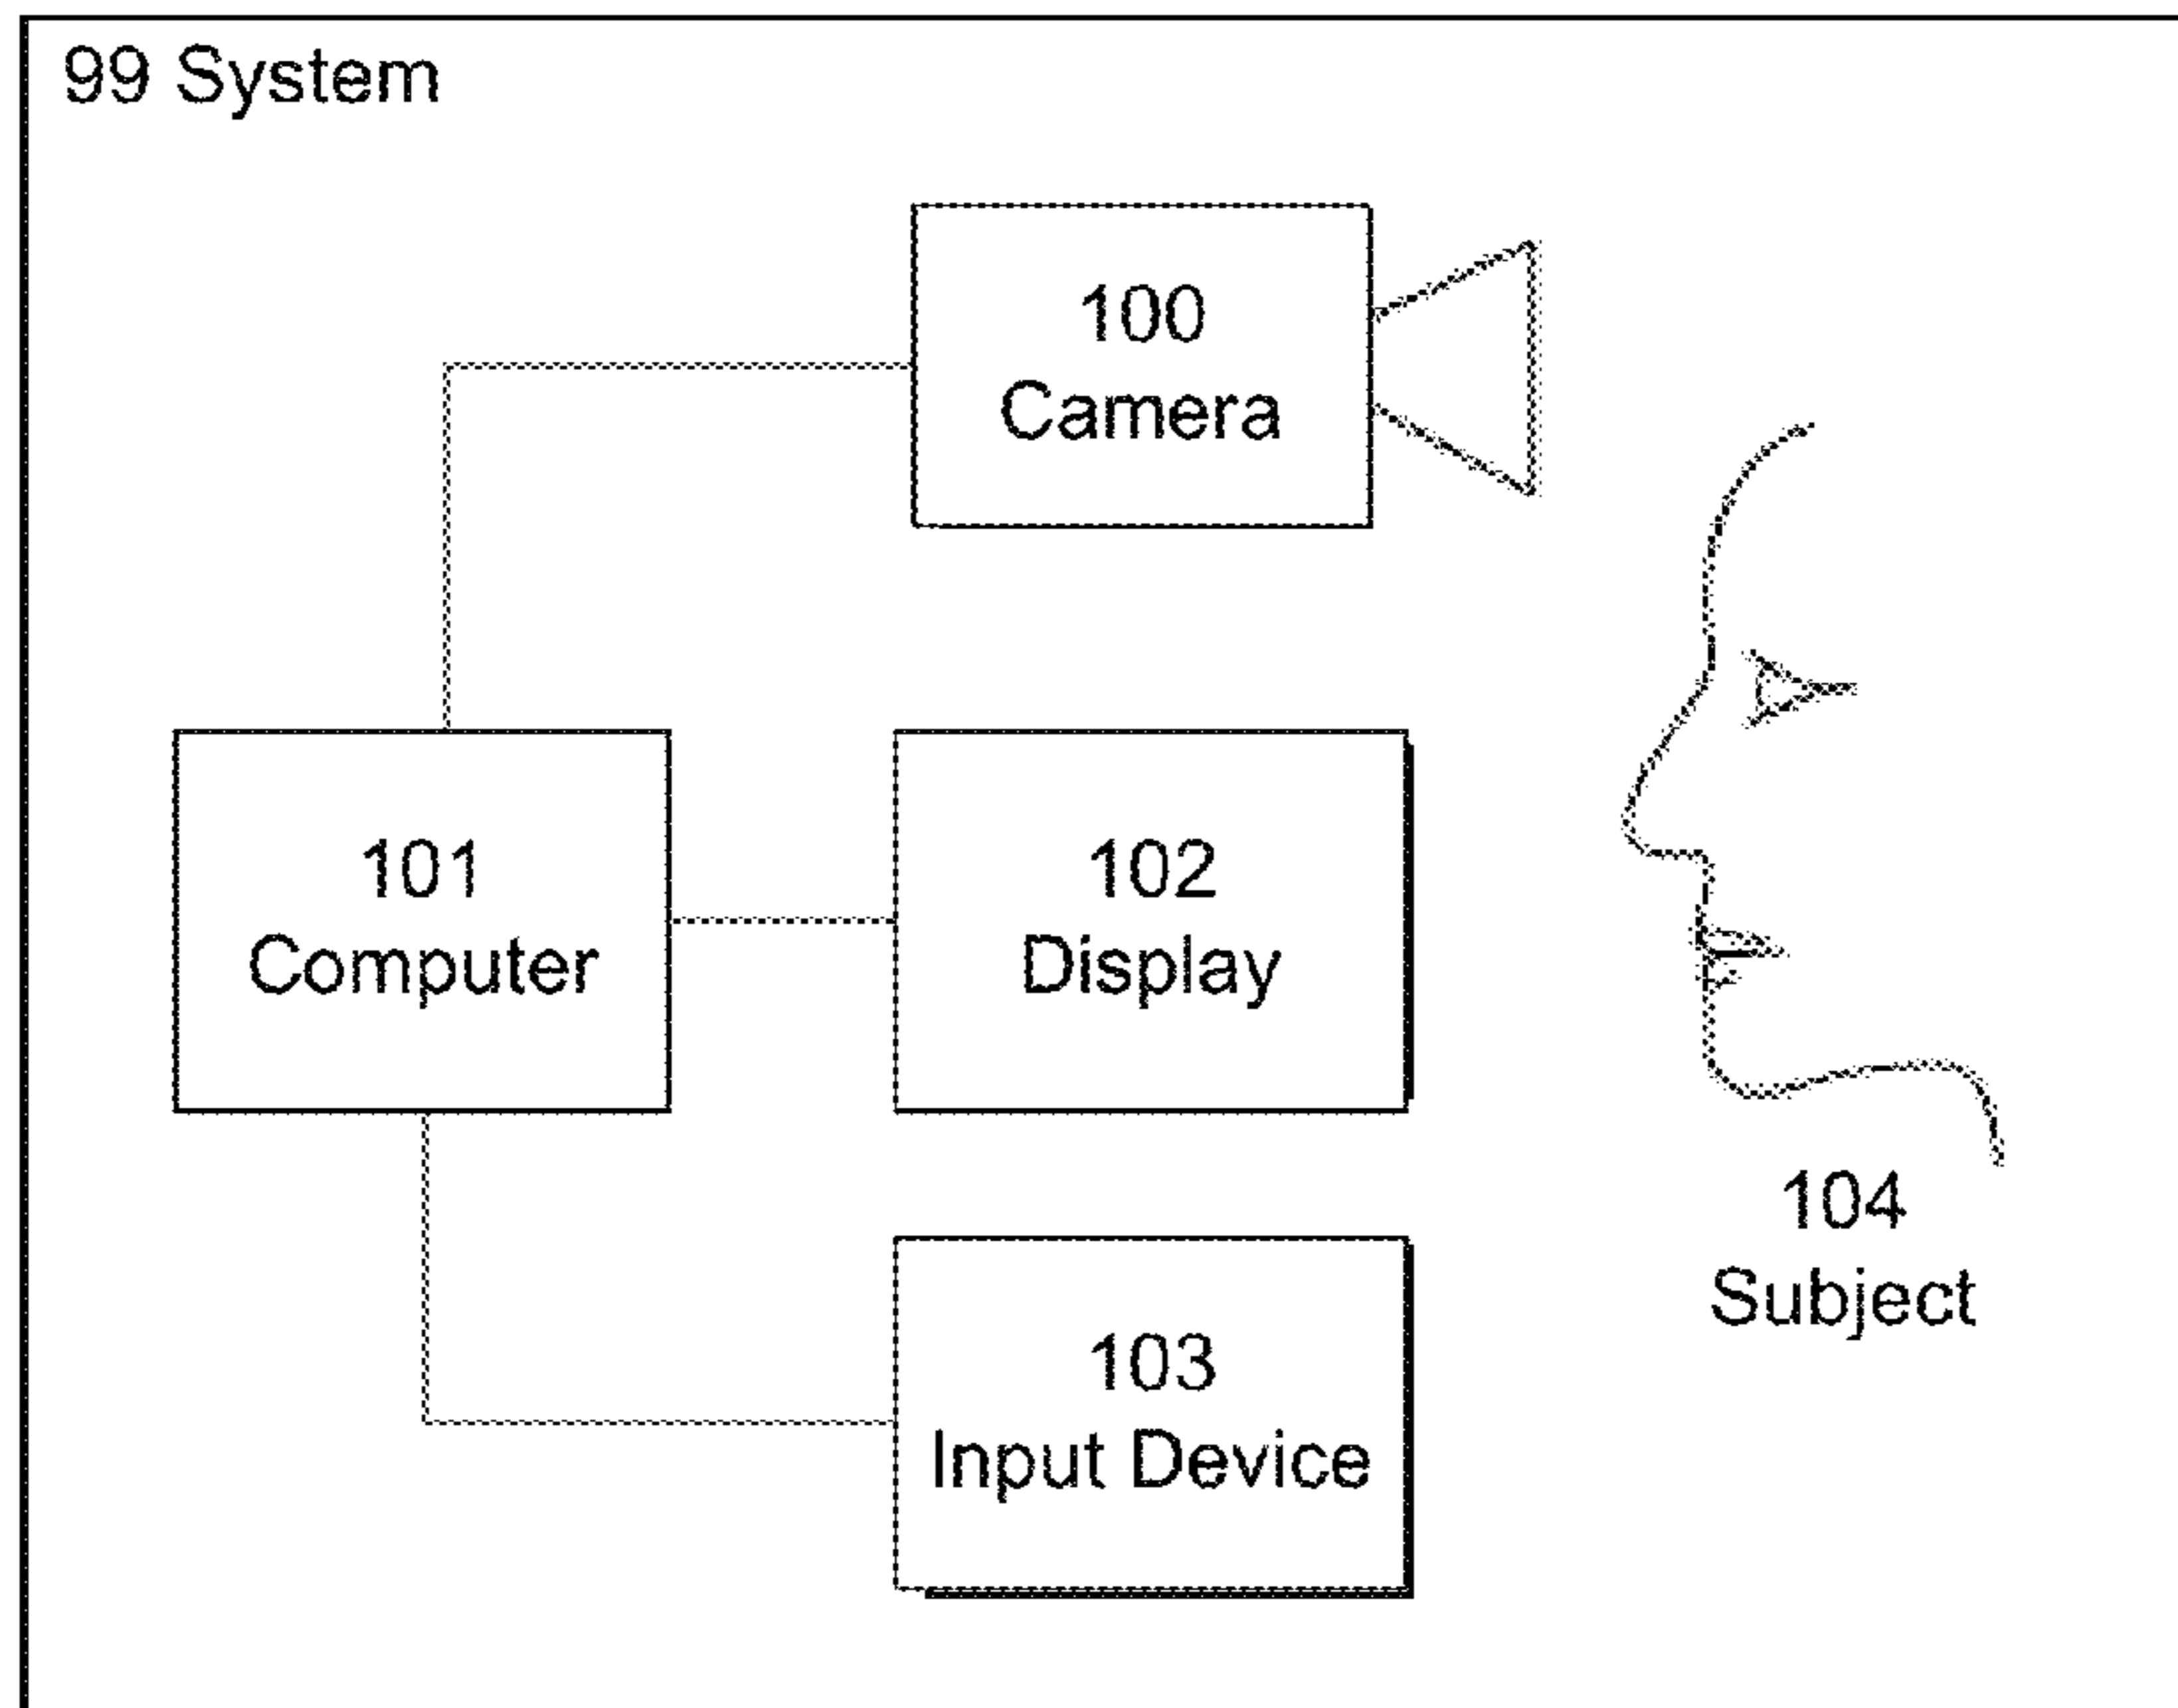 99 System
100
Camera
101
Computer
102
Display
104
Subject
103
Input Device